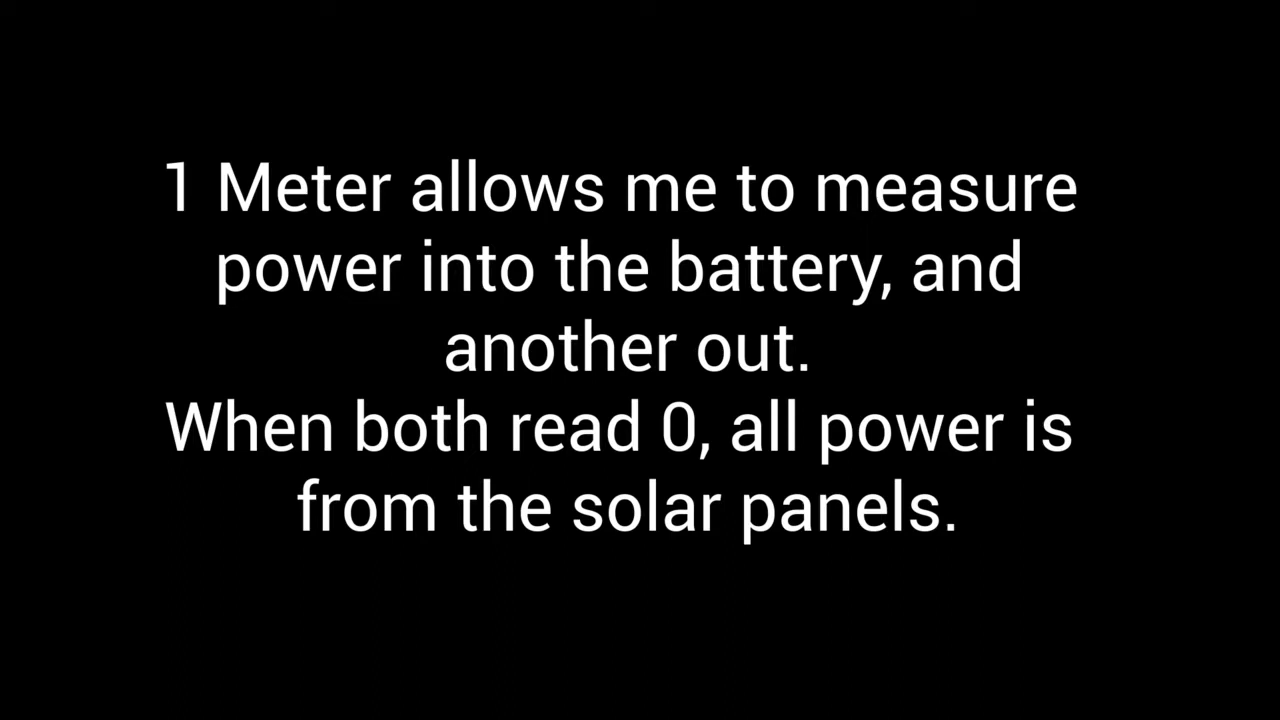 1 Meter allows me to measure
power into the battery, and
another out.
When both read 0, all power is
from the solar panels.